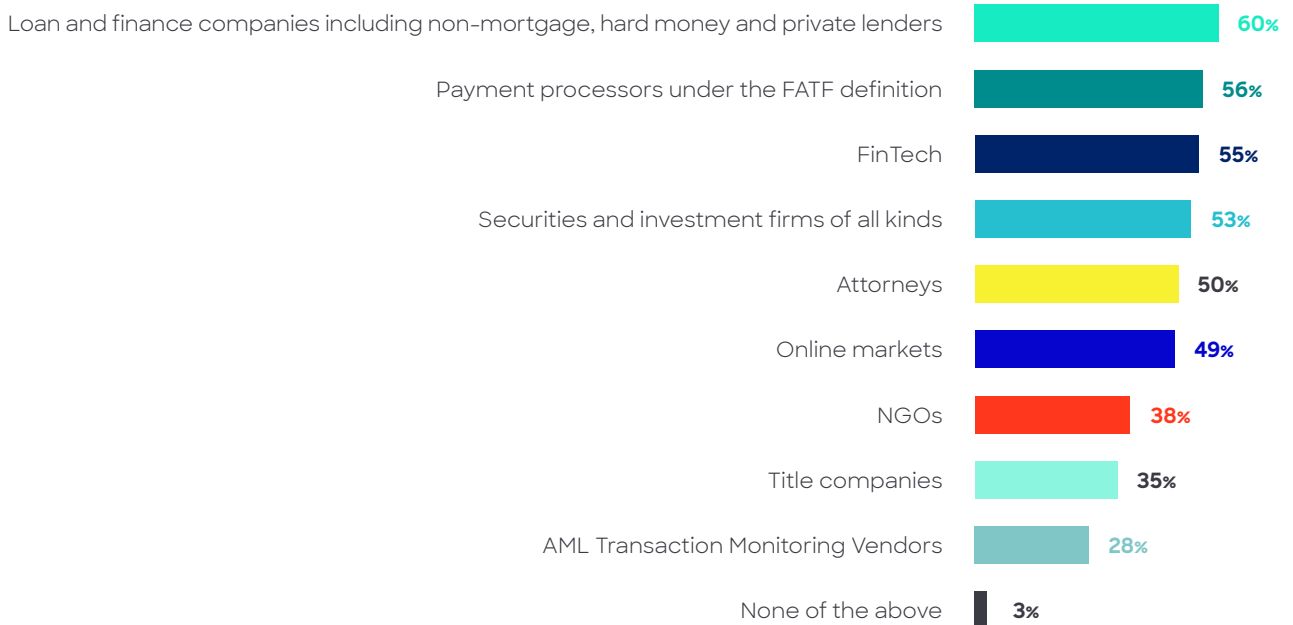 Loan and finance companies including non-mortgage, hard money and private lenders 60%
Payment processors under the FATF definition 56%
FinTech 55%
Securities and investment firms of all kinds 53%
Attorneys 50%
Online markets 49%
NGOs 38%
Title companies 35%
AML Transaction Monitoring Vendors 28%
None of the above 3%